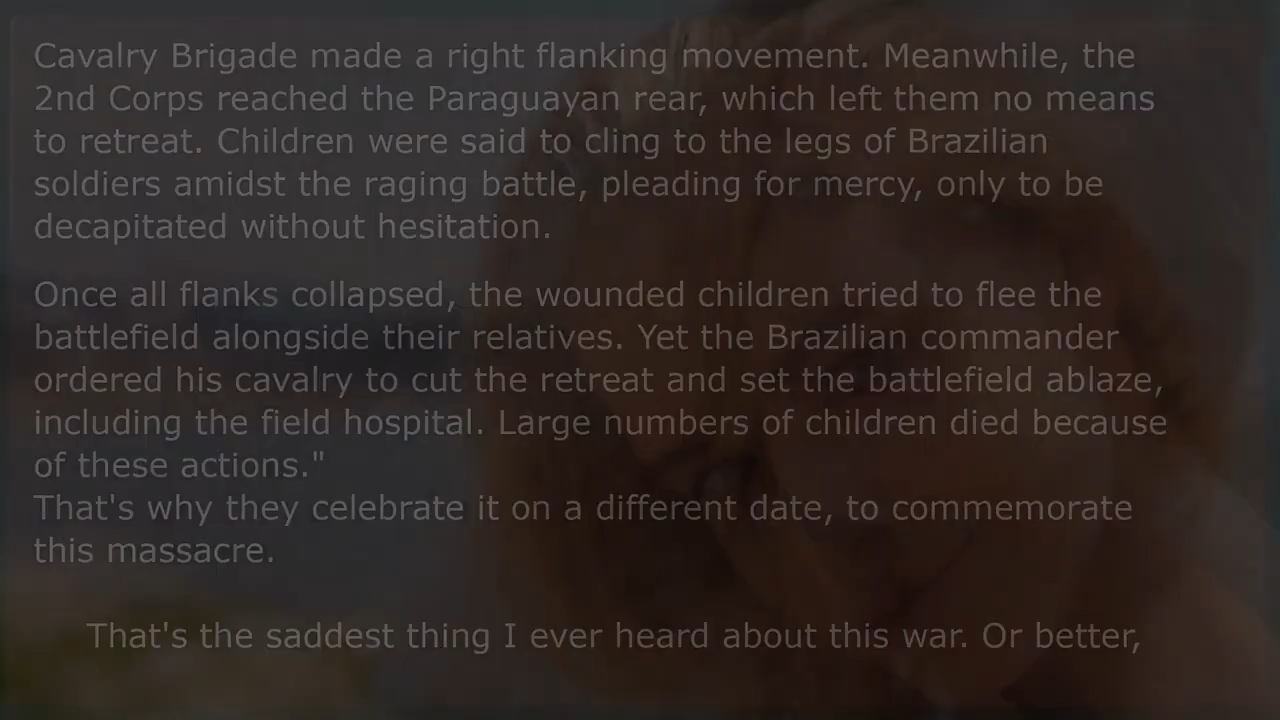 Cavalry Brigade made a right flanking movement. Meanwhile, the
2nd Corps reached the Paraguayan rear, which left them no means
to retreat. Children were said to cling to the legs of Brazilian
soldiers amidst the raging battle, pleading for mercy, only to be
decapitated without hesitation.
Once all flanks collapsed, the wounded children tried to flee the
battlefield alongside their relatives. Yet the Brazilian commander
ordered his cavalry to cut the retreat and set the battlefield ablaze,
including the field hospital. Large numbers of children died because
of these actions."
That's why they celebrate it on a different date, to commemorate
this massacre.
That's the saddest thing I ever heard about this war. Or better,